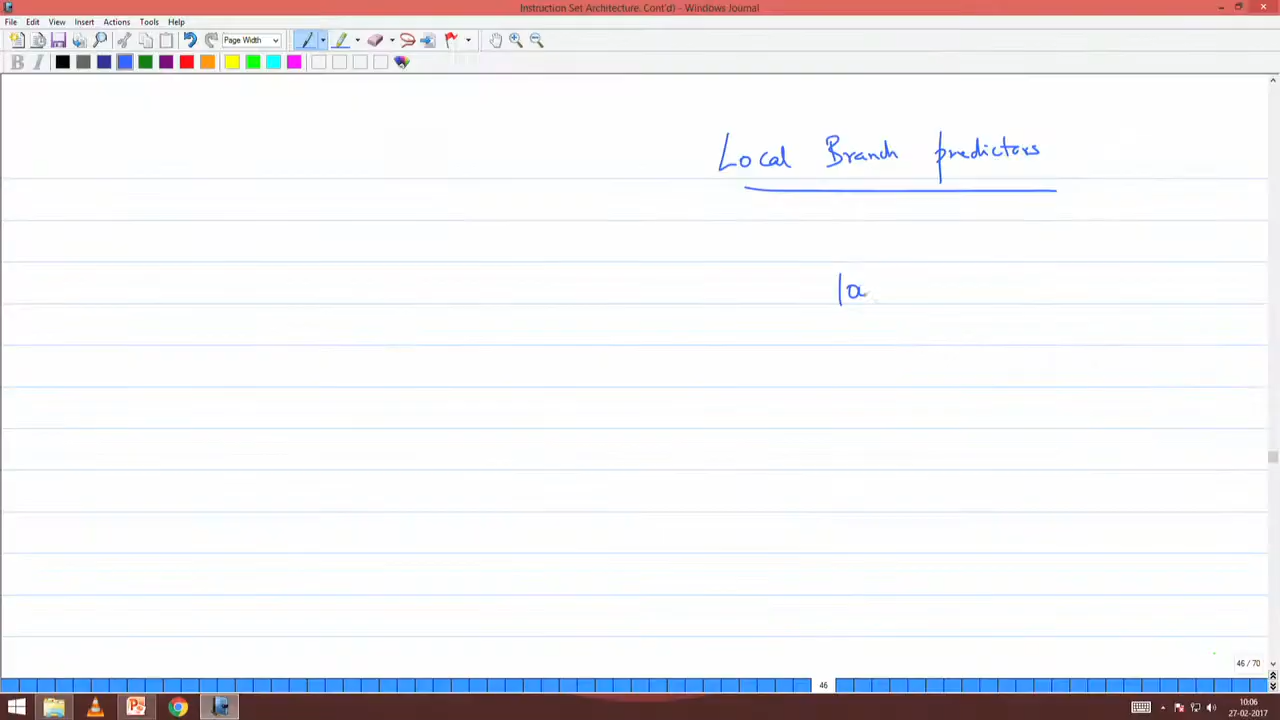 Instruction Set Architecture. Cont'd) - Windows Journal
File Edit View Insert Actions Tools Help
Page Width
B I
Local Branch predictors
la
46 / 70
46
10:06
27-02-2017